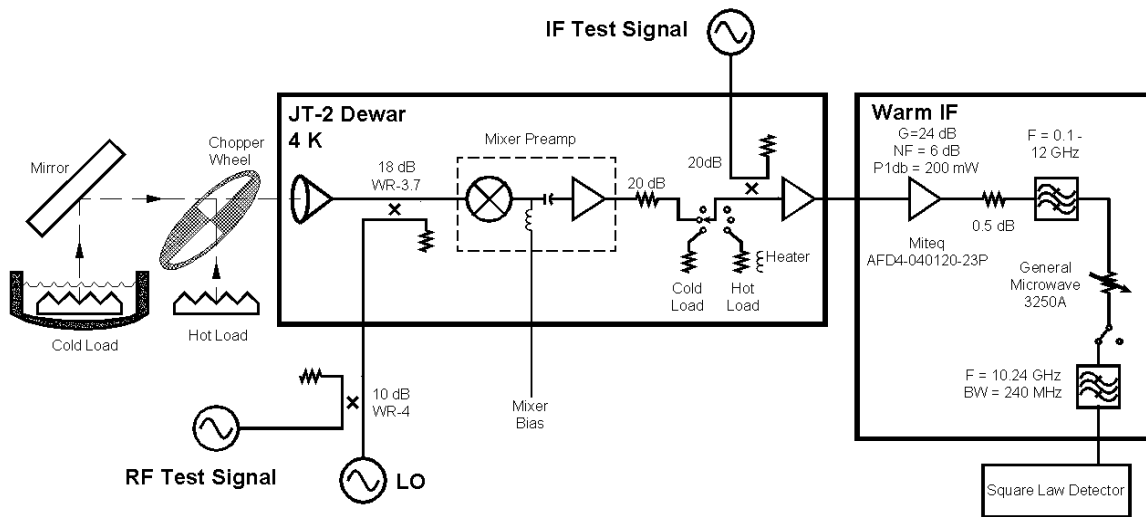 IF Test Signal
JT-2 Dewar
4 K
Warm IF
G=24 dB
NF = 6 dB
P1db = 200 mW
F = 0.1 -
12 GHz
Chopper
Wheel
Mirror
Mixer Preamp
18 dB
WR-3.7
20 dB
20dB
0.5 dB
Miteq
AFD4-040120-23P
Heater
General
Microwave
3250A
Cold
Load
Hot
Load
Cold Load
Hot Load
10 dB
WR-4
Mixer
Bias
F = 10.24 GHz
BW = 240 MHz
RF Test Signal
LO
Square Law Detector